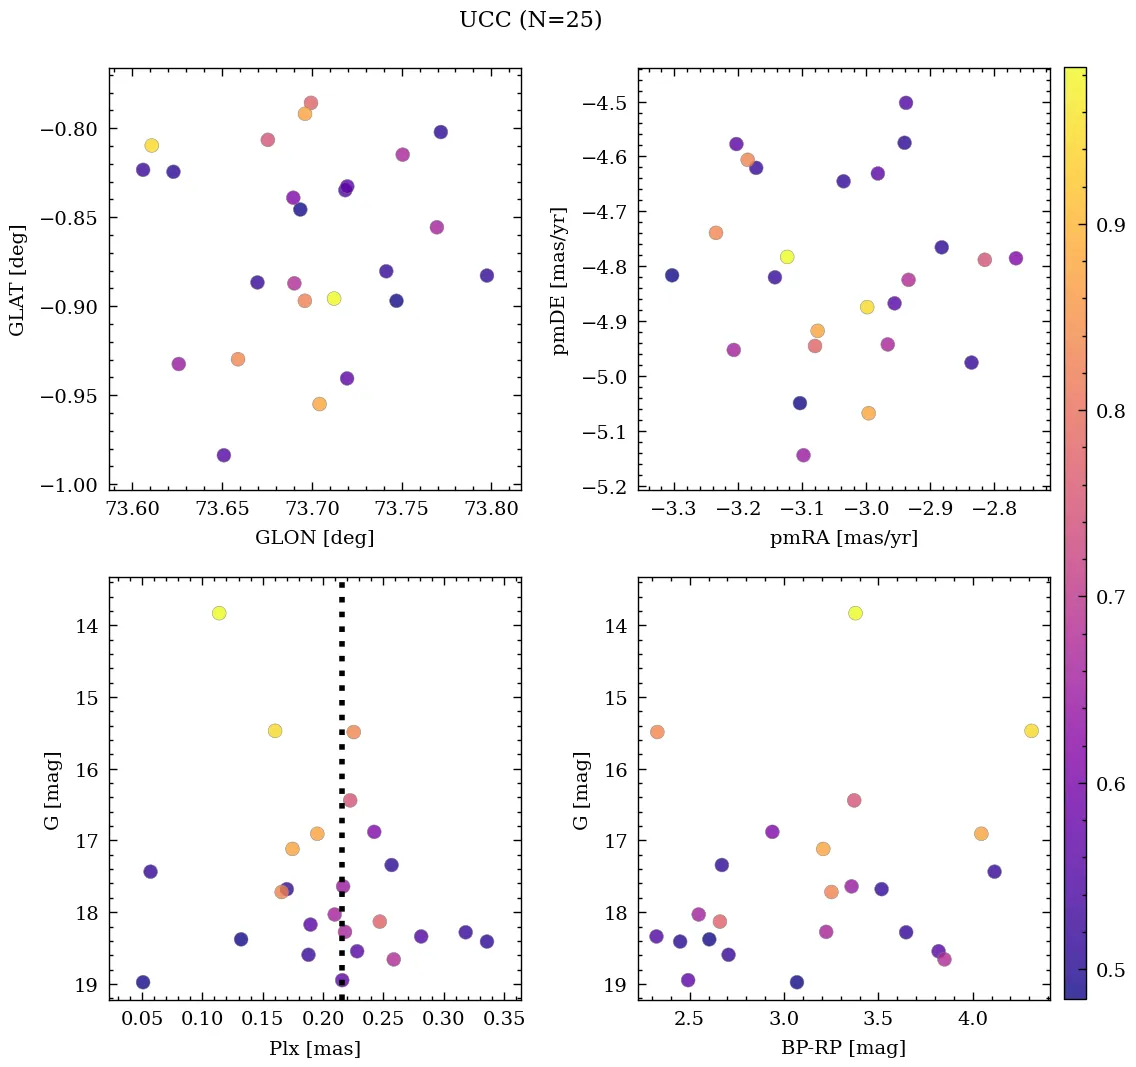 UCC (N=25)
−0.80
−0.85
−0.90
−0.95
−1.00
GLAT [deg]
73.60 73.65 73.70 73.75 73.80
GLON [deg]
−4.5
−4.6
−4.7
−4.8
−4.9
−5.0
−5.1
−5.2
pmDE [mas/yr]
−3.3 −3.2 −3.1 −3.0 −2.9 −2.8
pmRA [mas/yr]
14
15
16
17
18
19
G [mag]
0.05 0.10 0.15 0.20 0.25 0.30 0.35
Plx [mas]
14
15
16
17
18
19
G [mag]
2.5 3.0 3.5 4.0
BP-RP [mag]
0.9
0.8
0.7
0.6
0.5